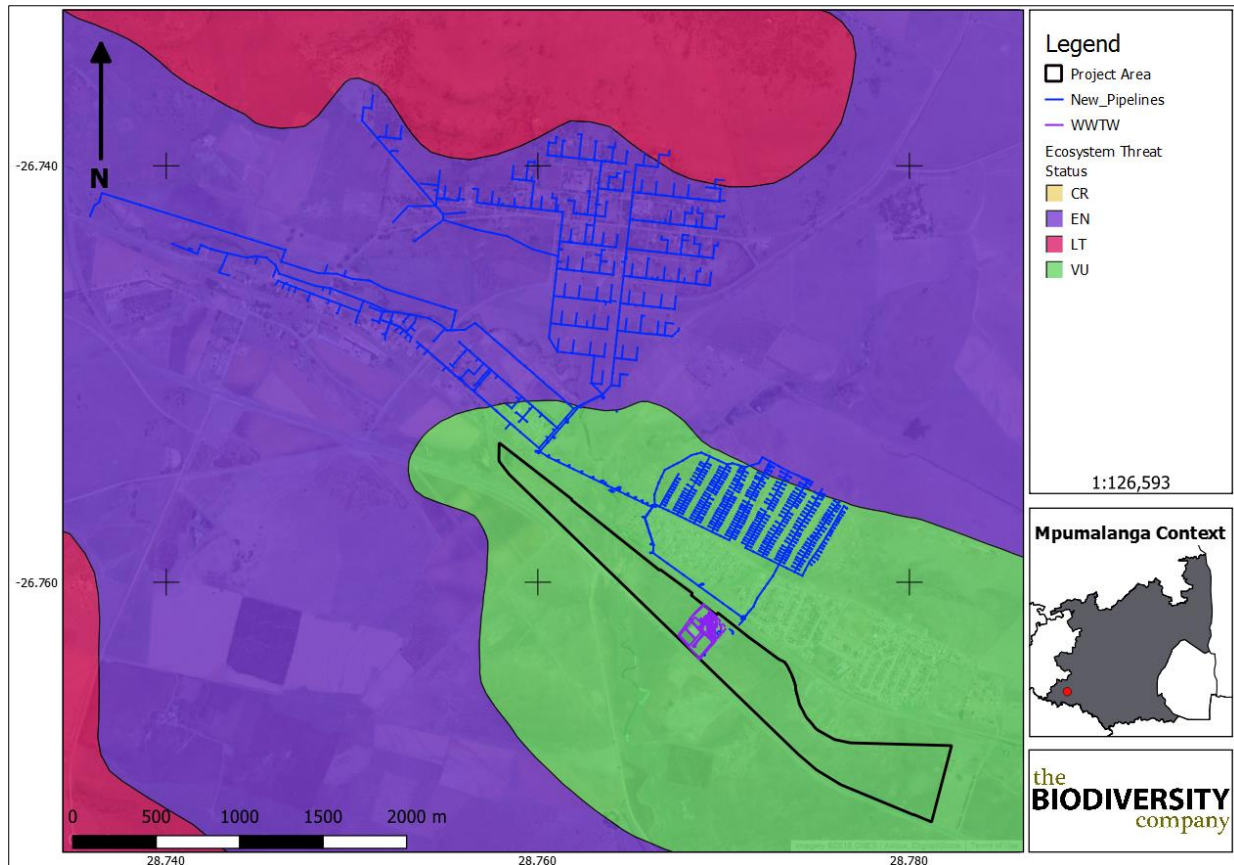 N
-26.740
-26.760
0 500 1000 1500 2000 m
28.740 28.760 28.780
Legend
Project Area
New_Pipelines
WWTW
Ecosystem Threat
Status
CR
EN
LT
VU
1:126,593
Mpumalanga Context
the
BIODIVERSITY
company